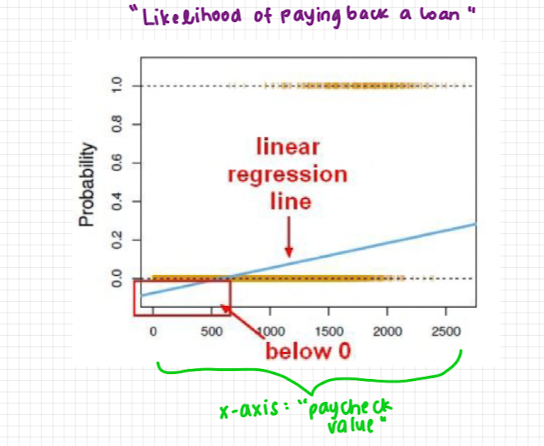 "Likelihood of paying back a loan"
1.0
0.8
0.6
0.4
0.2
0.0
Probability
linear
regression
line
0 500 1000 1500 2000 2500
below 0
x-axis: "paycheck
value"